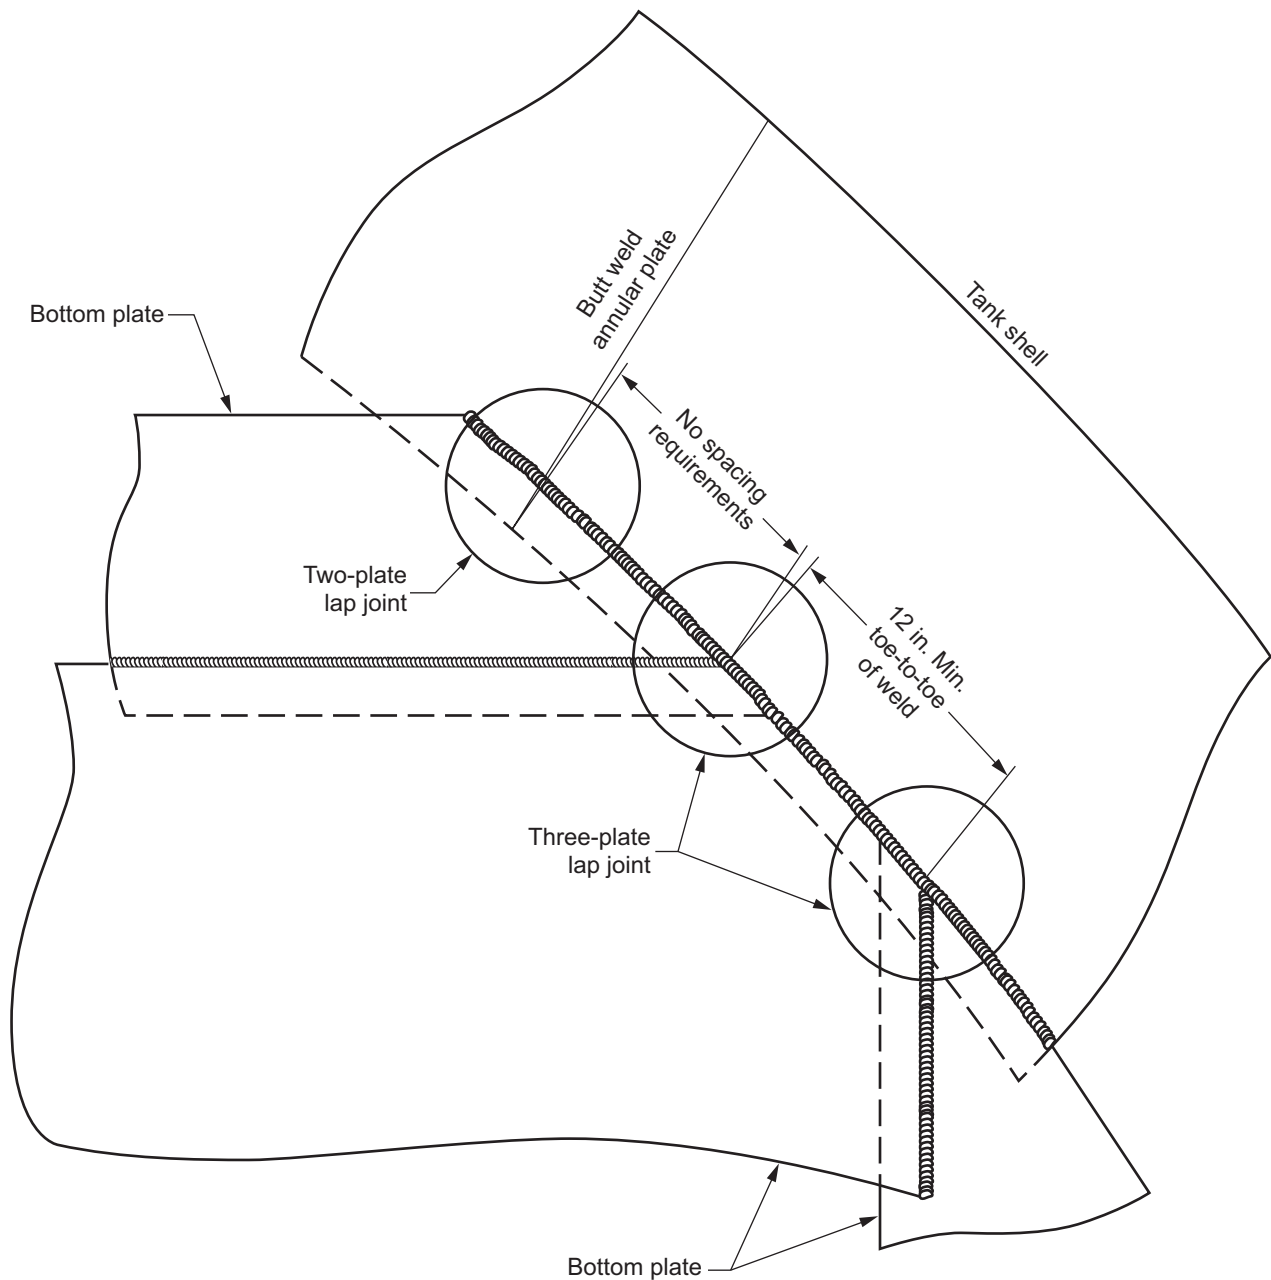 Butt weld
annular plate
Tank shell
Bottom plate
No spacing
requirements
Two-plate
lap joint
12 in. Min.
toe-to-toe
of weld
Three-plate
lap joint
Bottom plate